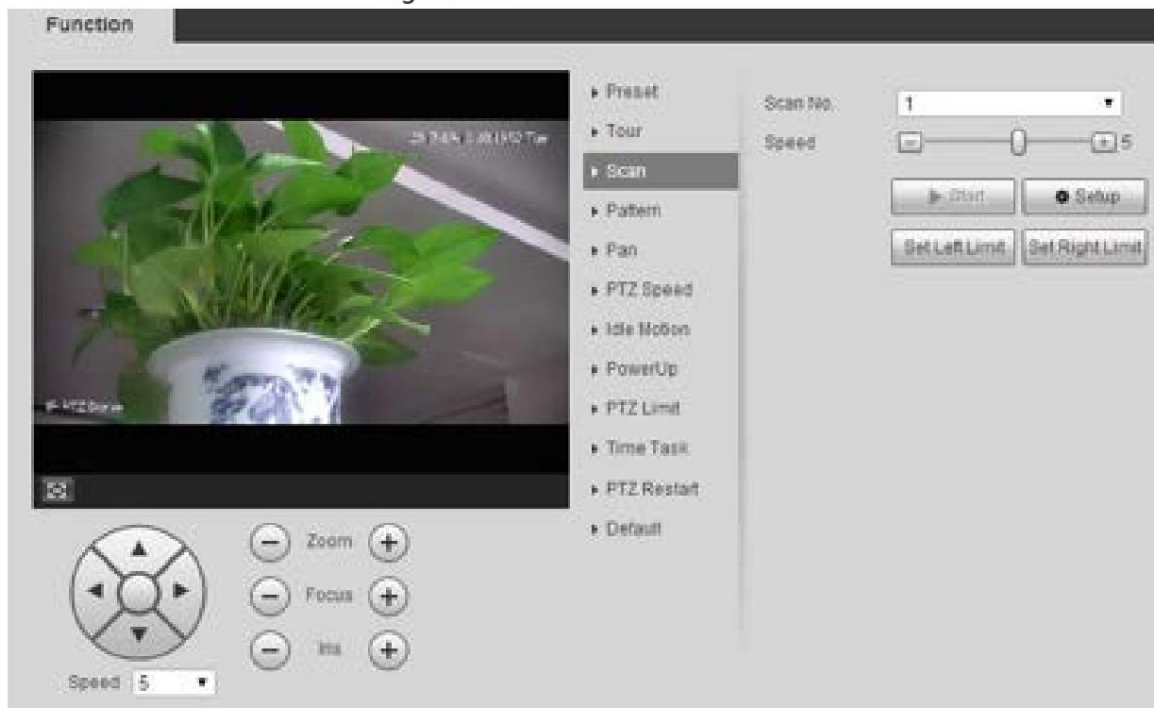 Function
Preset
Tour
Scan
Pattern
Pan
PTZ Speed
Idle Motion
PowerUp
PTZ Limit
Time Task
PTZ Restart
Default
Scan No. 1
Speed 5
Start Setup
Set Left Limit Set Right Limit
Zoom
Focus
Iris
Speed 5